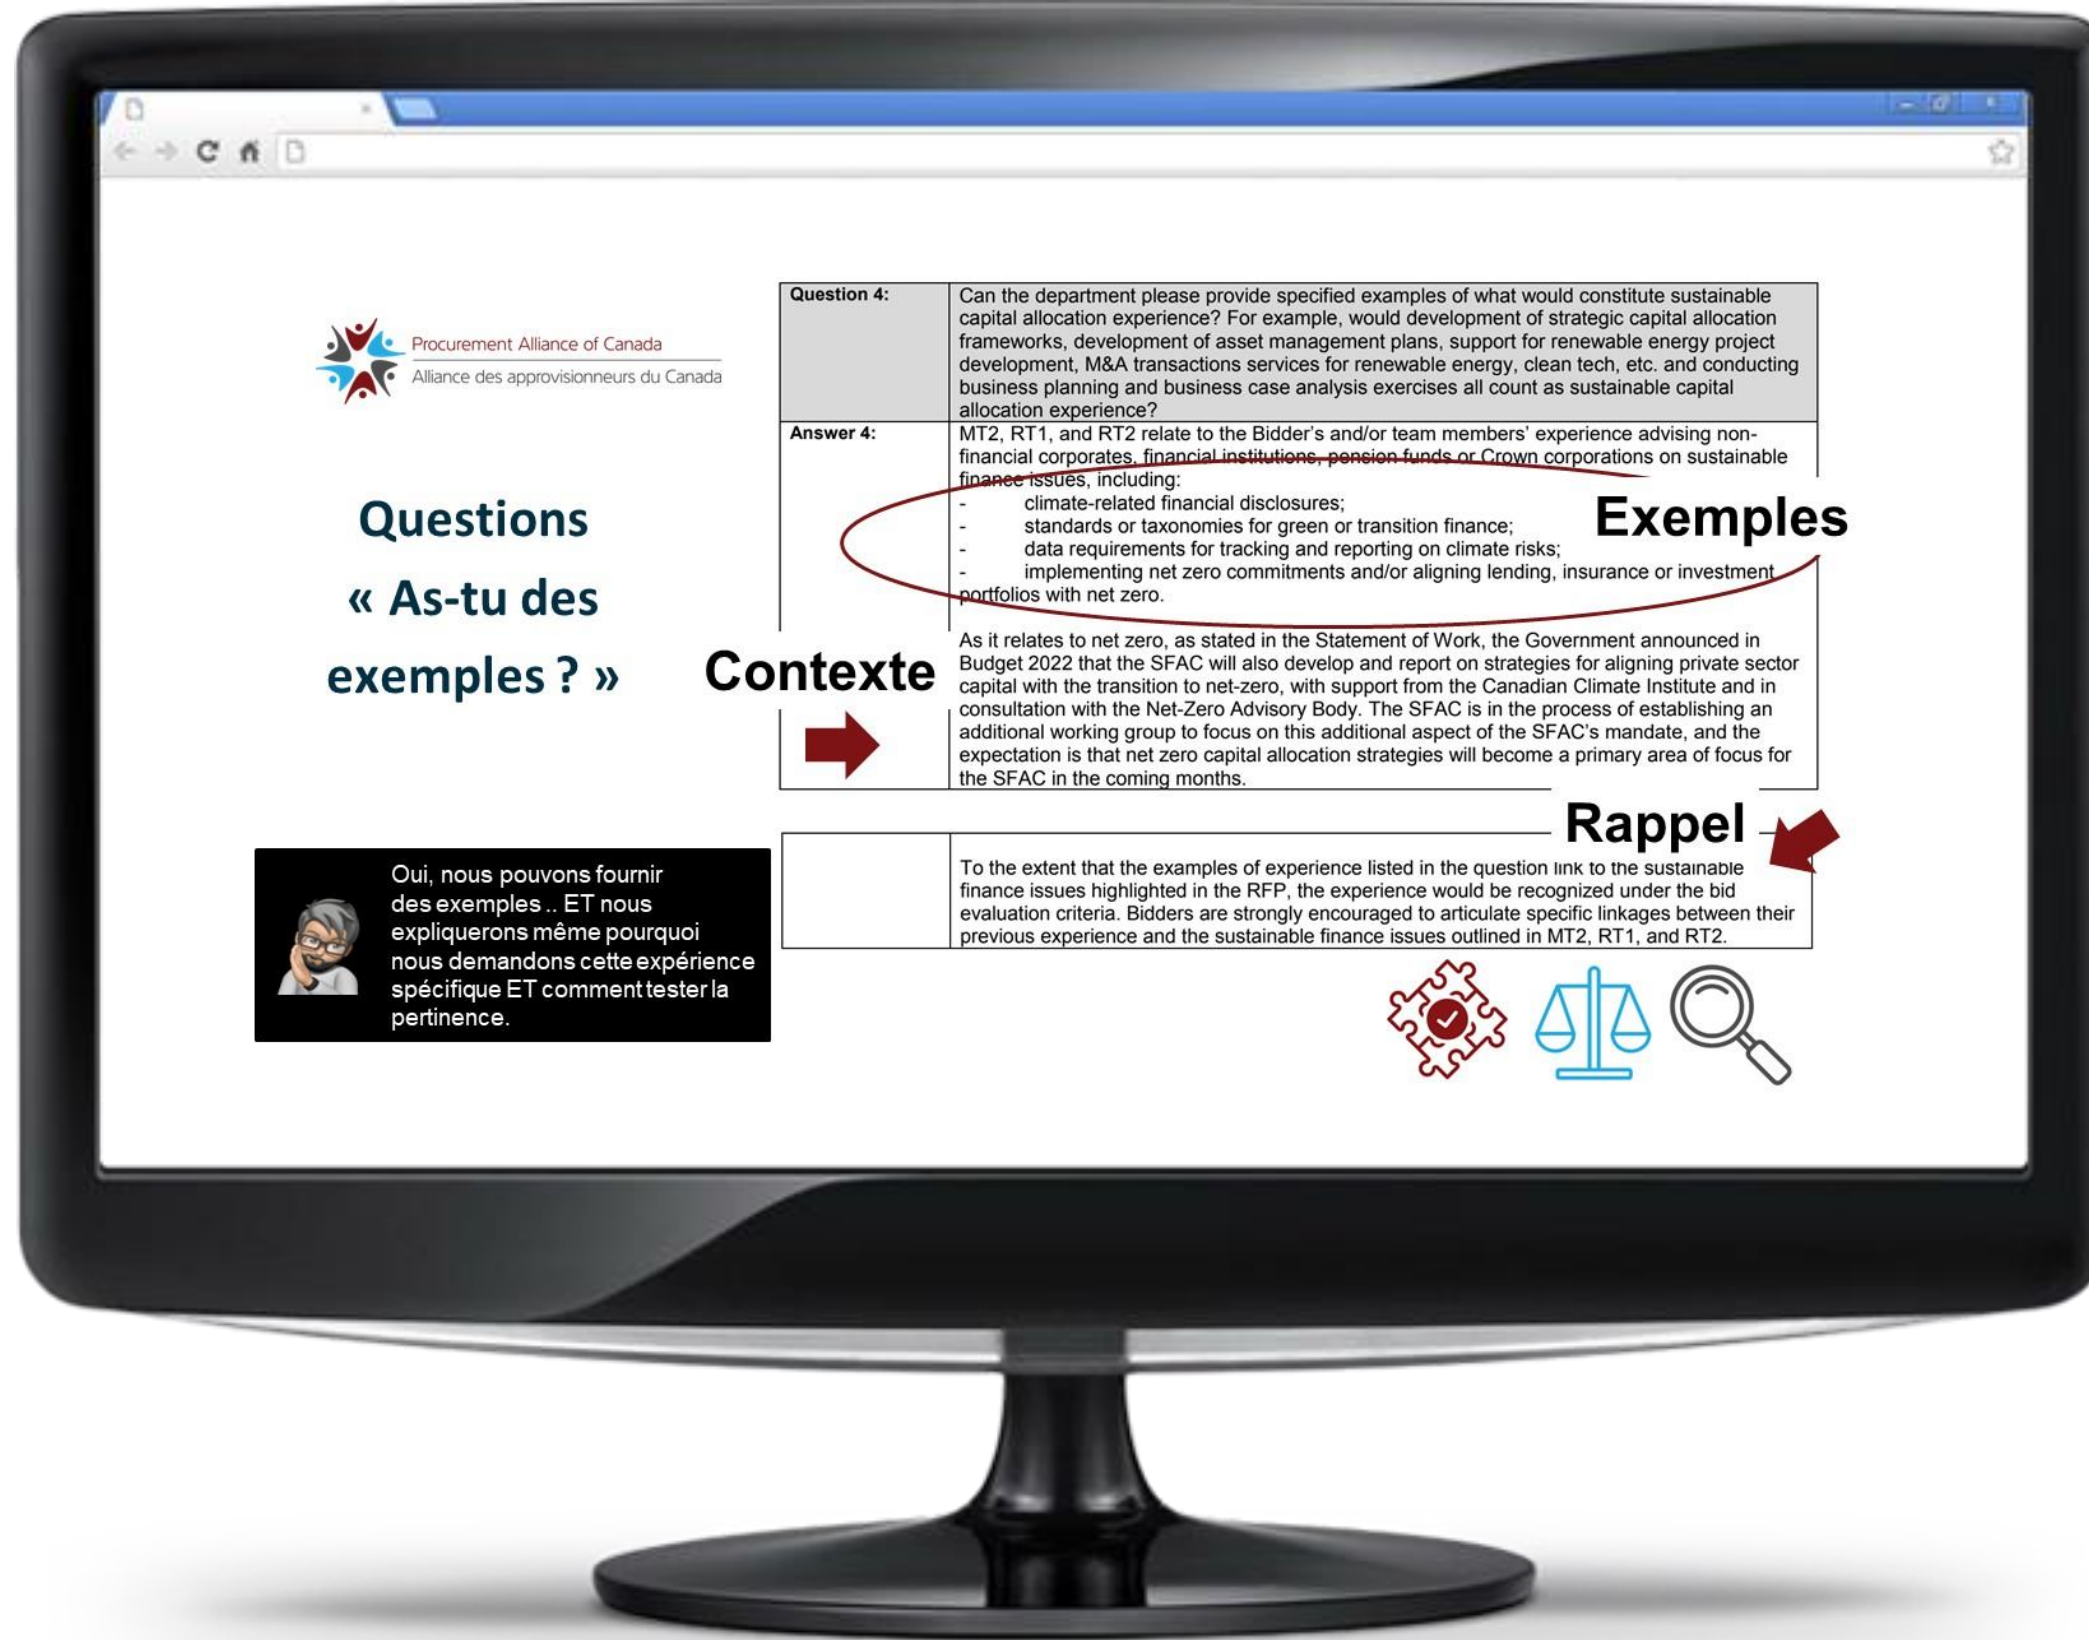 Procurement Alliance of Canada
Alliance des approvisionneurs du Canada
Questions
« As-tu des
exemples ? »
Oui, nous pouvons fournir
des exemples .. ET nous
expliquerons même pourquoi
nous demandons cette expérience
spécifique ET comment tester la
pertinence.
Question 4:
Can the department please provide specified examples of what would constitute sustainable
capital allocation experience? For example, would development of strategic capital allocation
frameworks, development of asset management plans, support for renewable energy project
development, M&A transactions services for renewable energy, clean tech, etc. and conducting
business planning and business case analysis exercises all count as sustainable capital
allocation experience?
Answer 4:
MT2, RT1, and RT2 relate to the Bidder's and/or team members' experience advising non-
financial corporates, financial institutions, pension funds or Crown corporations on sustainable
finance issues, including:
- climate-related financial disclosures;
- standards or taxonomies for green or transition finance;
- data requirements for tracking and reporting on climate risks;
- implementing net zero commitments and/or aligning lending, insurance or investment
portfolios with net zero.
Exemples
Contexte
As it relates to net zero, as stated in the Statement of Work, the Government announced in
Budget 2022 that the SFAC will also develop and report on strategies for aligning private sector
capital with the transition to net-zero, with support from the Canadian Climate Institute and in
consultation with the Net-Zero Advisory Body. The SFAC is in the process of establishing an
additional working group to focus on this additional aspect of the SFAC's mandate, and the
expectation is that net zero capital allocation strategies will become a primary area of focus for
the SFAC in the coming months.
Rappel
To the extent that the examples of experience listed in the question link to the sustainable
finance issues highlighted in the RFP, the experience would be recognized under the bid
evaluation criteria. Bidders are strongly encouraged to articulate specific linkages between their
previous experience and the sustainable finance issues outlined in MT2, RT1, and RT2.